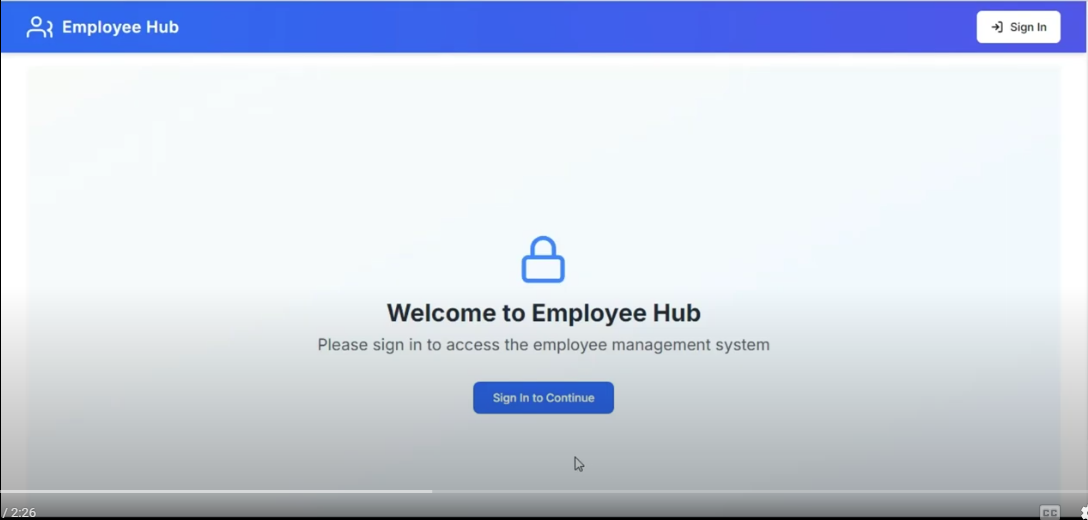 Employee Hub
Sign In
Welcome to Employee Hub
Please sign in to access the employee management system
Sign In to Continue
/ 2:26
CC